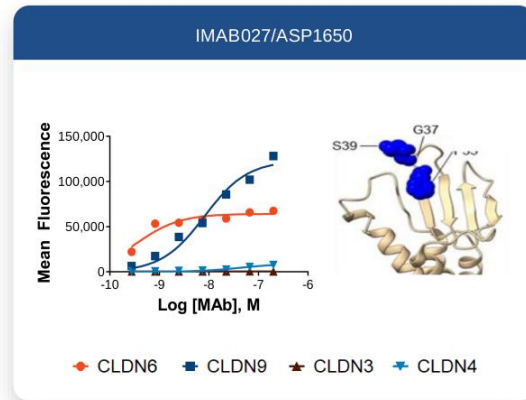 IMAB027/ASP1650
Mean Fluorescence
150,000
100,000
50,000
0
-10 -9 -8 -7 -6
Log [MAb], M
S39
G37
CLDN6 CLDN9 CLDN3 CLDN4